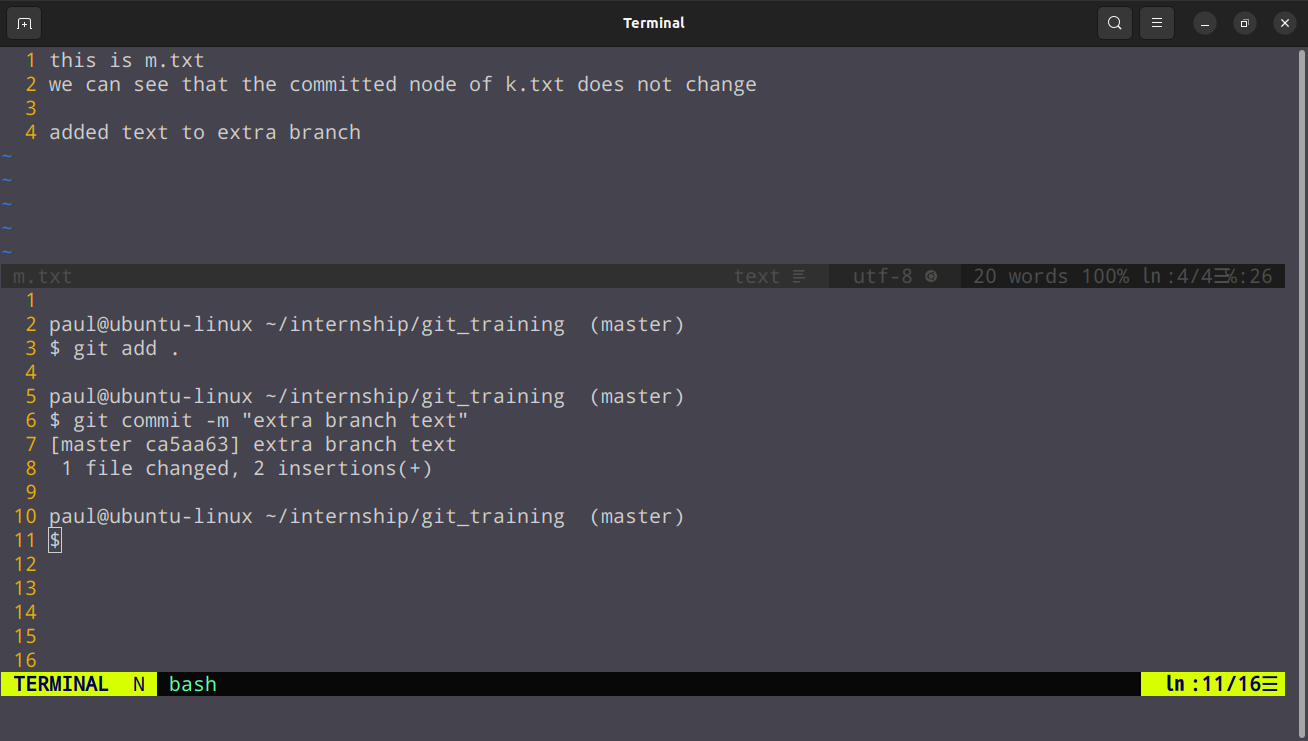 Terminal
1 this is m.txt
2 we can see that the committed node of k.txt does not change
3
4 added text to extra branch
~
~
~
~
~
m.txt text utf-8 20 words 100% ln :4/4☰%:26
1
2 paul@ubuntu-linux ~/internship/git_training  (master)
3 $ git add .
4
5 paul@ubuntu-linux ~/internship/git_training  (master)
6 $ git commit -m "extra branch text"
7 [master ca5aa63] extra branch text
8  1 file changed, 2 insertions(+)
9
10 paul@ubuntu-linux ~/internship/git_training  (master)
11 $
12
13
14
15
16
TERMINAL N bash ln :11/16☰